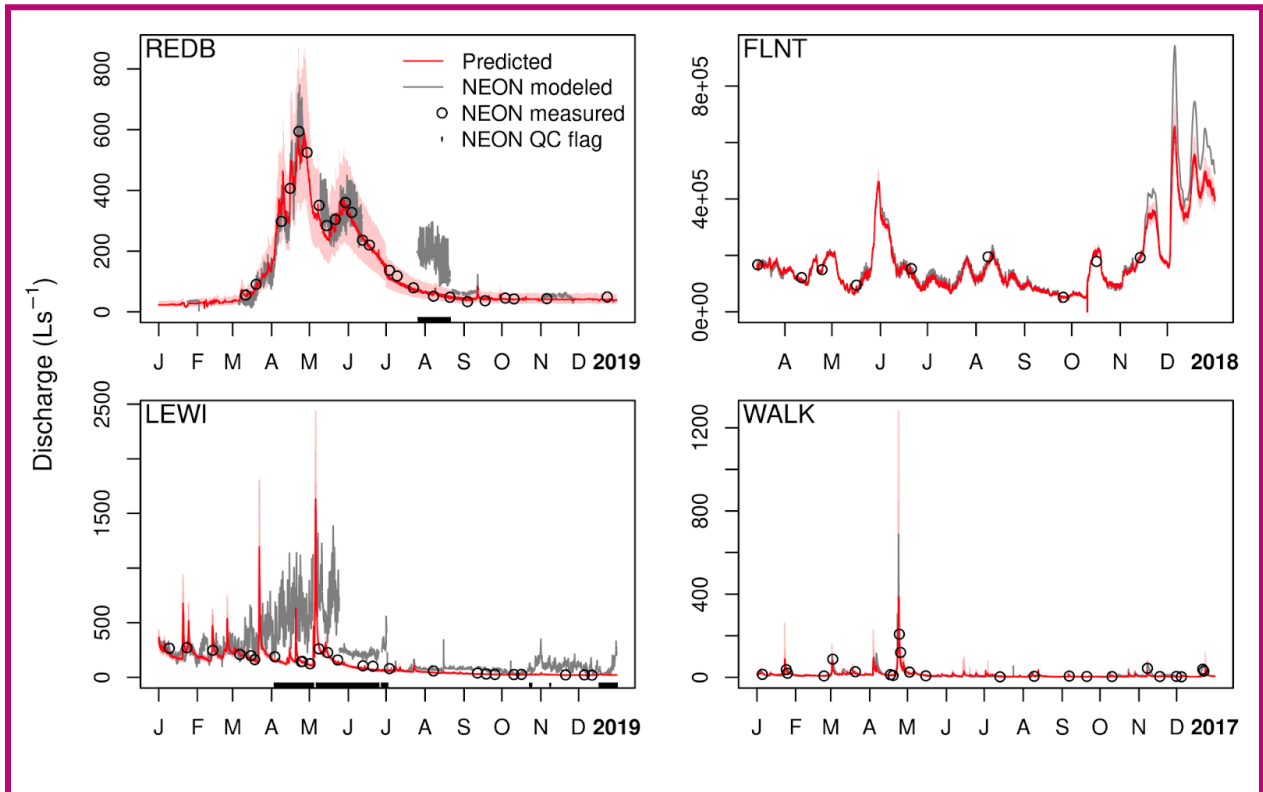 Discharge (Ls⁻¹)
REDB
Predicted
NEON modeled
NEON measured
NEON QC flag
800
600
400
200
0
J F M A M J J A S O N D 2019
FLNT
8e+05
4e+05
0e+00
A M J J A S O N D 2018
LEWI
2500
1500
500
0
J F M A M J J A S O N D 2019
WALK
1200
800
400
0
J F M A M J J A S O N D 2017